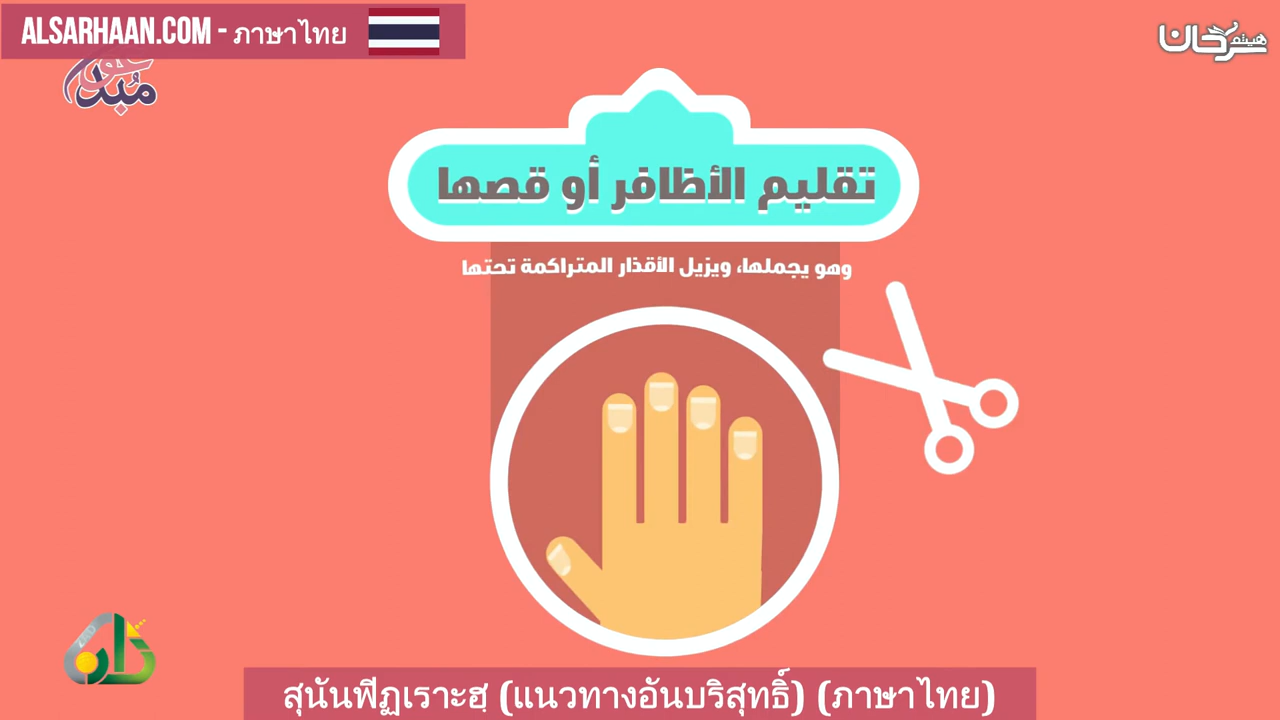 ALSARHAAN.COM - ภาษาไทย
هيثم سرحان
تقليم الأظافر أو قصها
وهو يجملها، ويزيل الأقذار المتراكمة تحتها
สุนันฟีฏเราะฮฺ (แนวทางอันบริสุทธิ์) (ภาษาไทย)